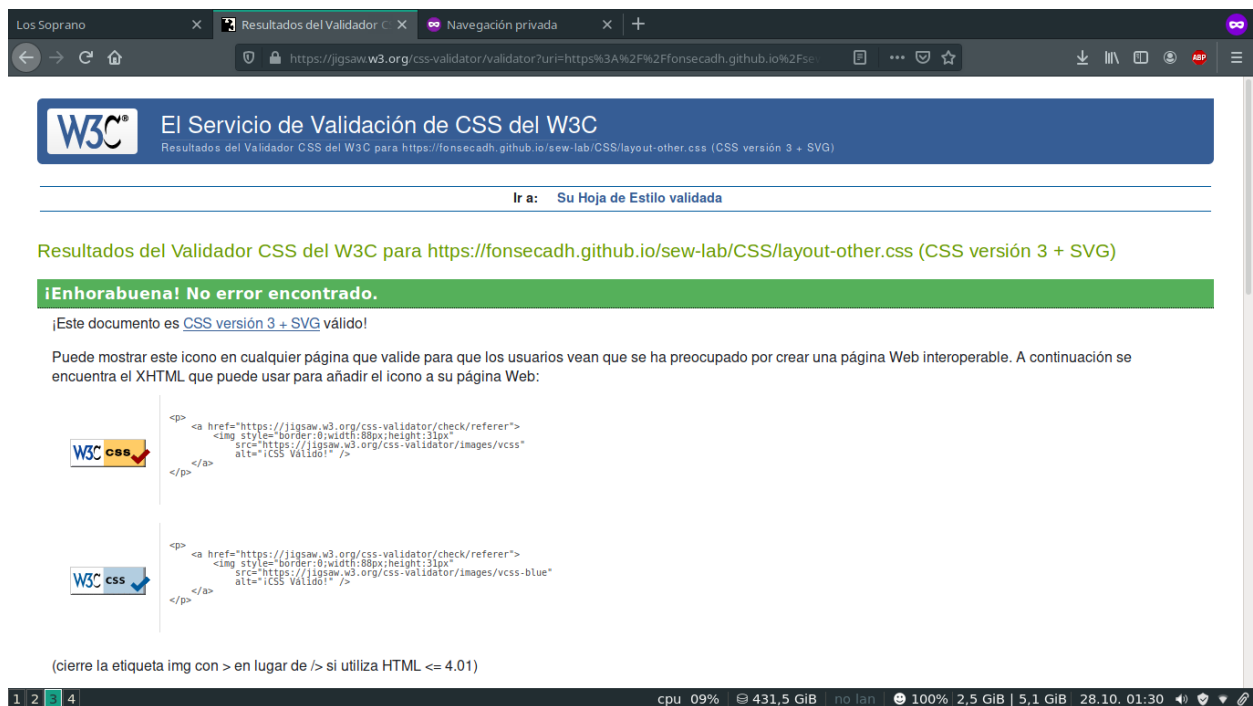 Los Soprano
Resultados del Validador C
Navegación privada
https://jigsaw.w3.org/css-validator/validator?uri=https%3A%2F%2Ffonsecadh.github.io%2Fsew
ABP
W3C®
El Servicio de Validación de CSS del W3C
Resultados del Validador CSS del W3C para https://fonsecadh.github.io/sew-lab/CSS/layout-other.css (CSS versión 3 + SVG)
Ir a: Su Hoja de Estilo validada
Resultados del Validador CSS del W3C para https://fonsecadh.github.io/sew-lab/CSS/layout-other.css (CSS versión 3 + SVG)
¡Enhorabuena! No error encontrado.
¡Este documento es CSS versión 3 + SVG válido!
Puede mostrar este icono en cualquier página que valide para que los usuarios vean que se ha preocupado por crear una página Web interoperable. A continuación se
encuentra el XHTML que puede usar para añadir el icono a su página Web:
W3C css
<p>
<a href="https://jigsaw.w3.org/css-validator/check/referer">
<img style="border:0;width:88px;height:31px"
src="https://jigsaw.w3.org/css-validator/images/vcss"
alt="¡CSS Válido!" />
</a>
</p>
W3C css
<p>
<a href="https://jigsaw.w3.org/css-validator/check/referer">
<img style="border:0;width:88px;height:31px"
src="https://jigsaw.w3.org/css-validator/images/vcss-blue"
alt="¡CSS Válido!" />
</a>
</p>
(cierre la etiqueta img con > en lugar de /> si utiliza HTML <= 4.01)
1 2 3 4
cpu 09% 431,5 GiB no lan 100% 2,5 GiB | 5,1 GiB 28.10. 01:30